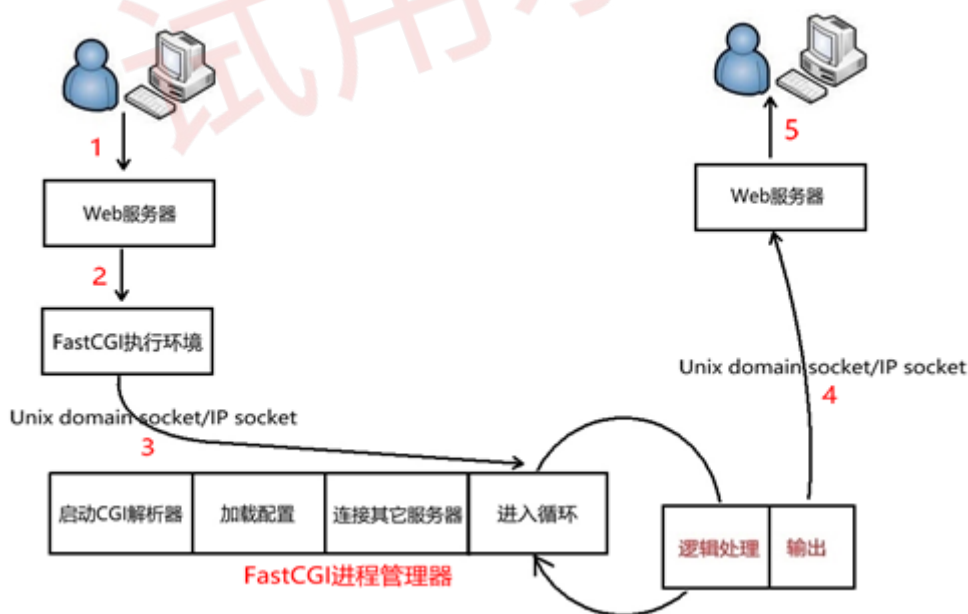 试用
1
5
Web服务器
Web服务器
2
FastCGI执行环境
Unix domain socket/IP socket
Unix domain socket/IP socket
4
3
启动CGI解析器
加载配置
连接其它服务器
进入循环
逻辑处理
输出
FastCGI进程管理器